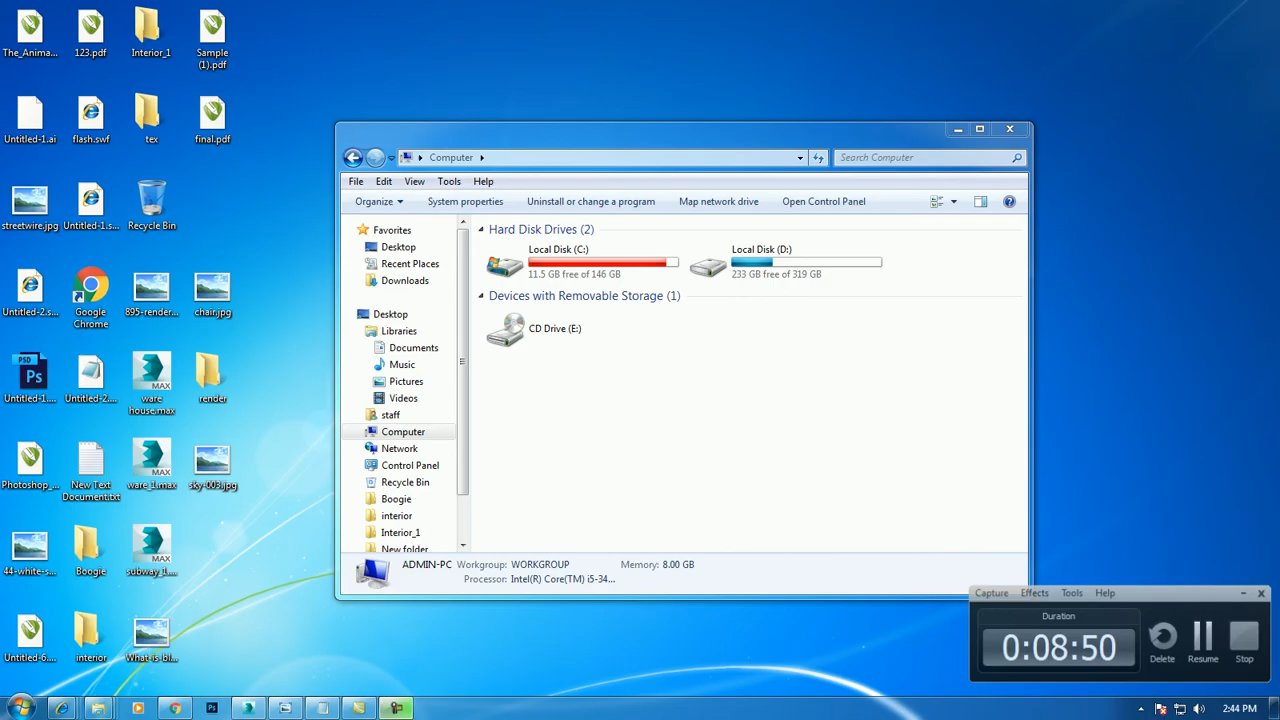 The_Anima...
123.pdf
Interior_1
Sample
(1).pdf
Untitled-1.ai
flash.swf
tex
final.pdf
streetwire.jpg
Untitled-1.s...
Recycle Bin
Untitled-2.s...
Google
Chrome
895-render...
chair.jpg
PSD
Ps
MAX
Untitled-1....
Untitled-2....
ware
house.max
render
MAX
Photoshop_...
New Text
Document.txt
ware_1.max
sky-003.jpg
MAX
44-white-s...
Boogie
subway_1....
Untitled-6....
interior
What-is-Bl...
Computer
Search Computer
File Edit View Tools Help
Organize System properties Uninstall or change a program Map network drive Open Control Panel
Favorites
Desktop
Recent Places
Downloads
Desktop
Libraries
Documents
Music
Pictures
Videos
staff
Computer
Network
Control Panel
Recycle Bin
Boogie
interior
Interior_1
New folder
Hard Disk Drives (2)
Local Disk (C:)
11.5 GB free of 146 GB
Local Disk (D:)
233 GB free of 319 GB
Devices with Removable Storage (1)
CD Drive (E:)
ADMIN-PC Workgroup: WORKGROUP Memory: 8.00 GB
Processor: Intel(R) Core(TM) i5-34...
Capture Effects Tools Help
Duration
0:08:50
Delete Resume Stop
Ps
2:44 PM